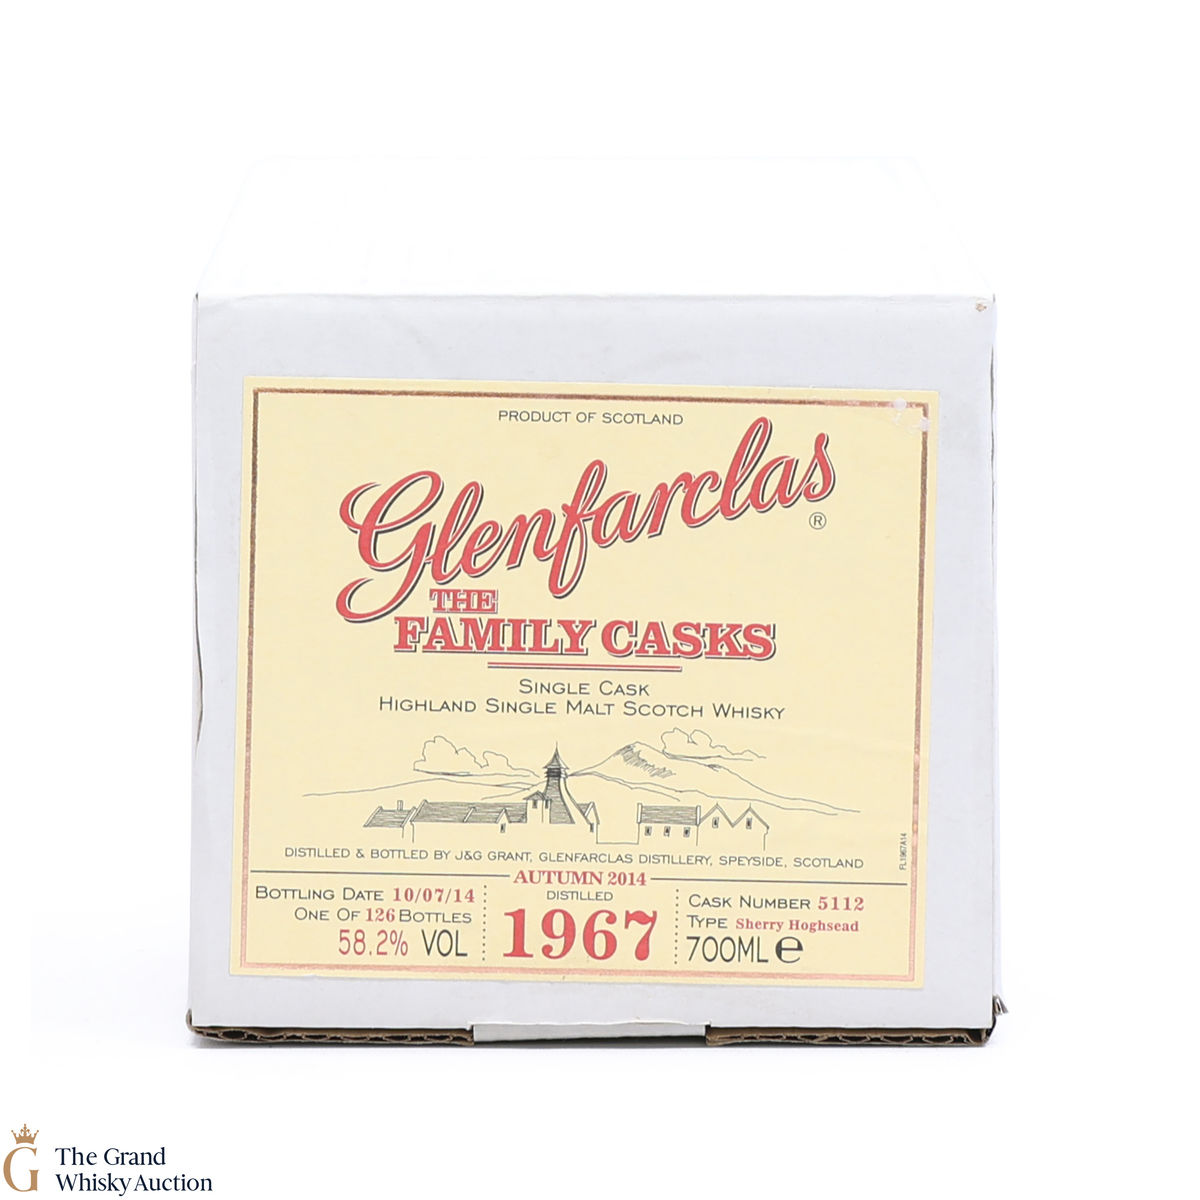 PRODUCT OF SCOTLAND
Glenfarclas
®
THE
FAMILY CASKS
SINGLE CASK
HIGHLAND SINGLE MALT SCOTCH WHISKY
DISTILLED & BOTTLED BY J&G GRANT, GLENFARCLAS DISTILLERY, SPEYSIDE, SCOTLAND
FL1967A14
AUTUMN 2014
BOTTLING DATE 10/07/14
ONE OF 126 BOTTLES
58.2% VOL
DISTILLED
1967
CASK NUMBER 5112
TYPE Sherry Hoghsead
700ML e
G
The Grand
Whisky Auction